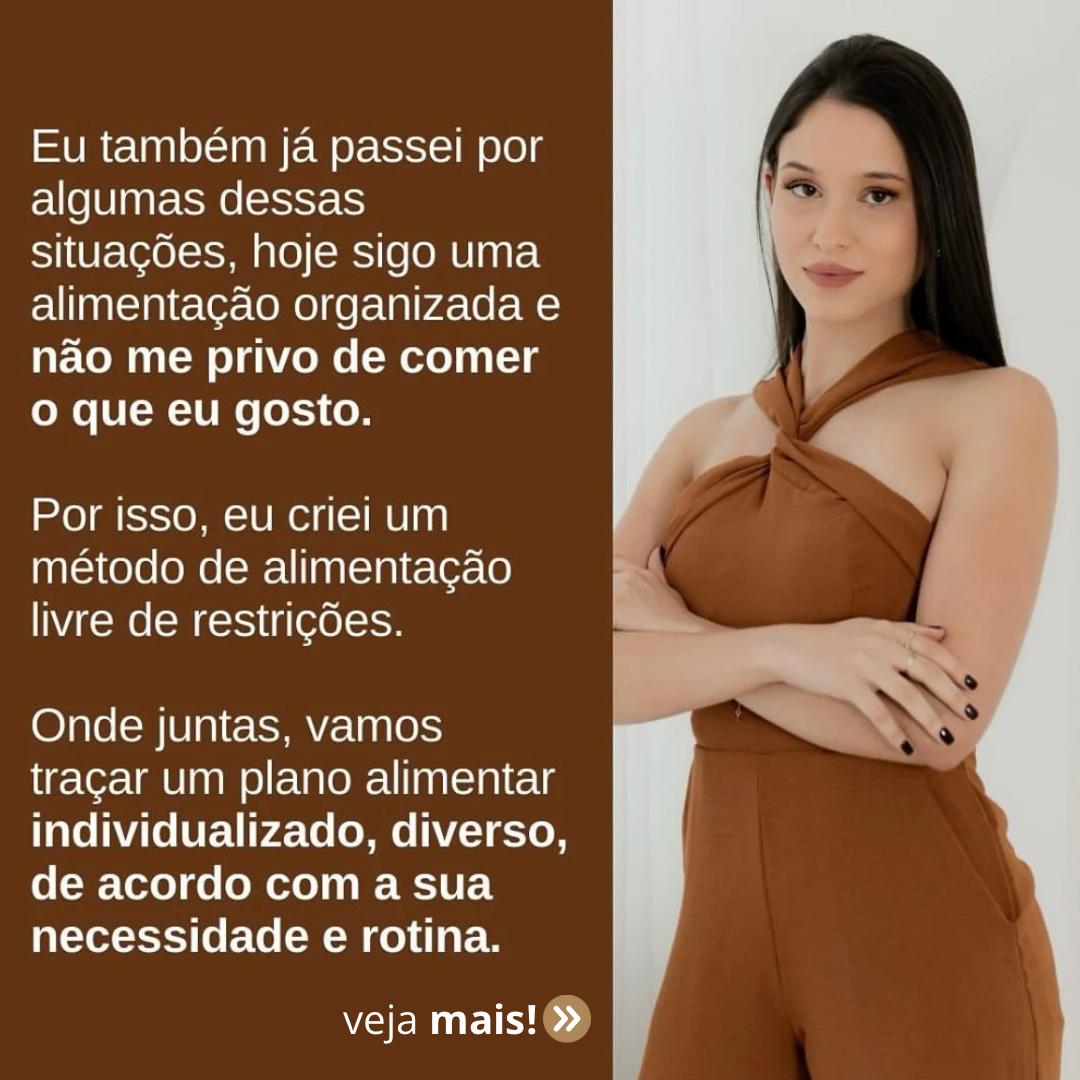 Eu também já passei por
algumas dessas
situações, hoje sigo uma
alimentação organizada e
não me privo de comer
o que eu gosto.
Por isso, eu criei um
método de alimentação
livre de restrições.
Onde juntas, vamos
traçar um plano alimentar
individualizado, diverso,
de acordo com a sua
necessidade e rotina.
veja mais!